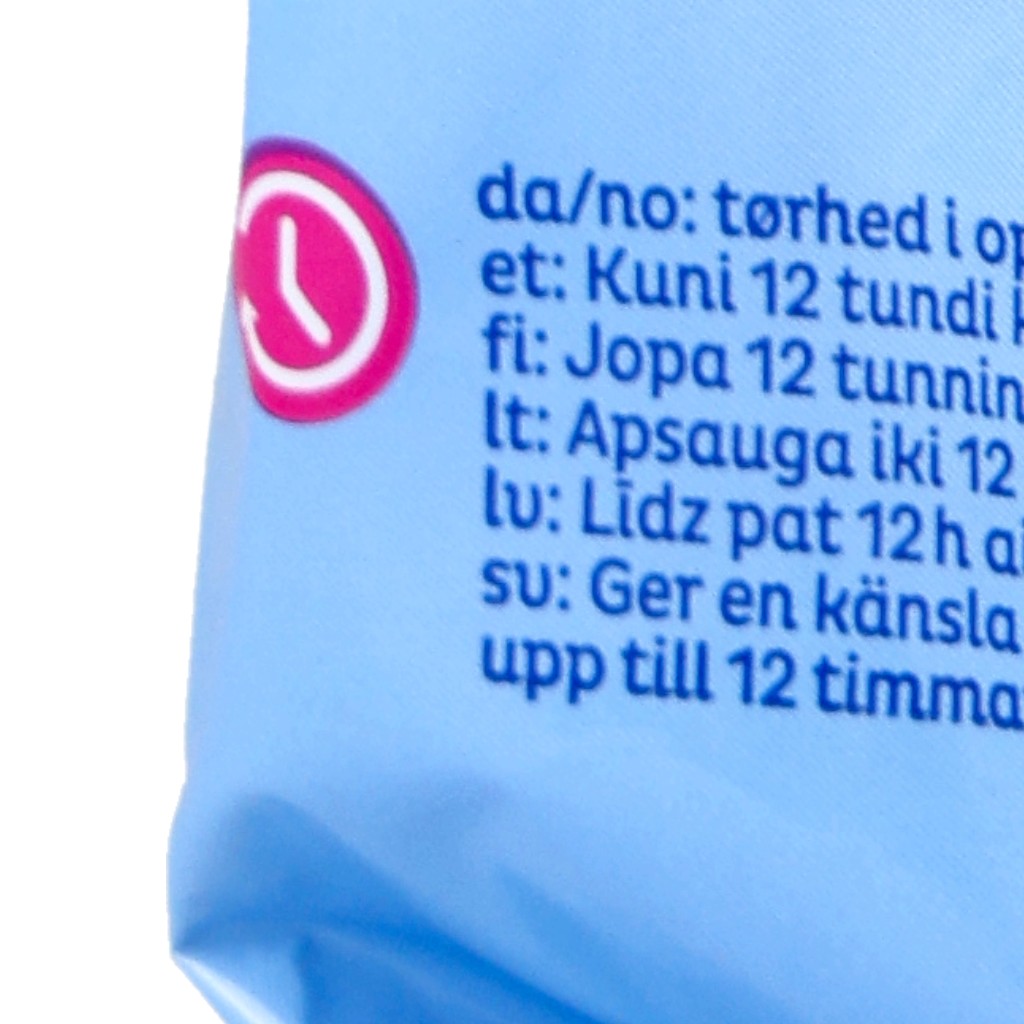 da/no: tørhed i op
et: Kuni 12 tundi
fi: Jopa 12 tunnin
lt: Apsauga iki 12
lv: Līdz pat 12 h
sv: Ger en känsla
upp till 12 timma